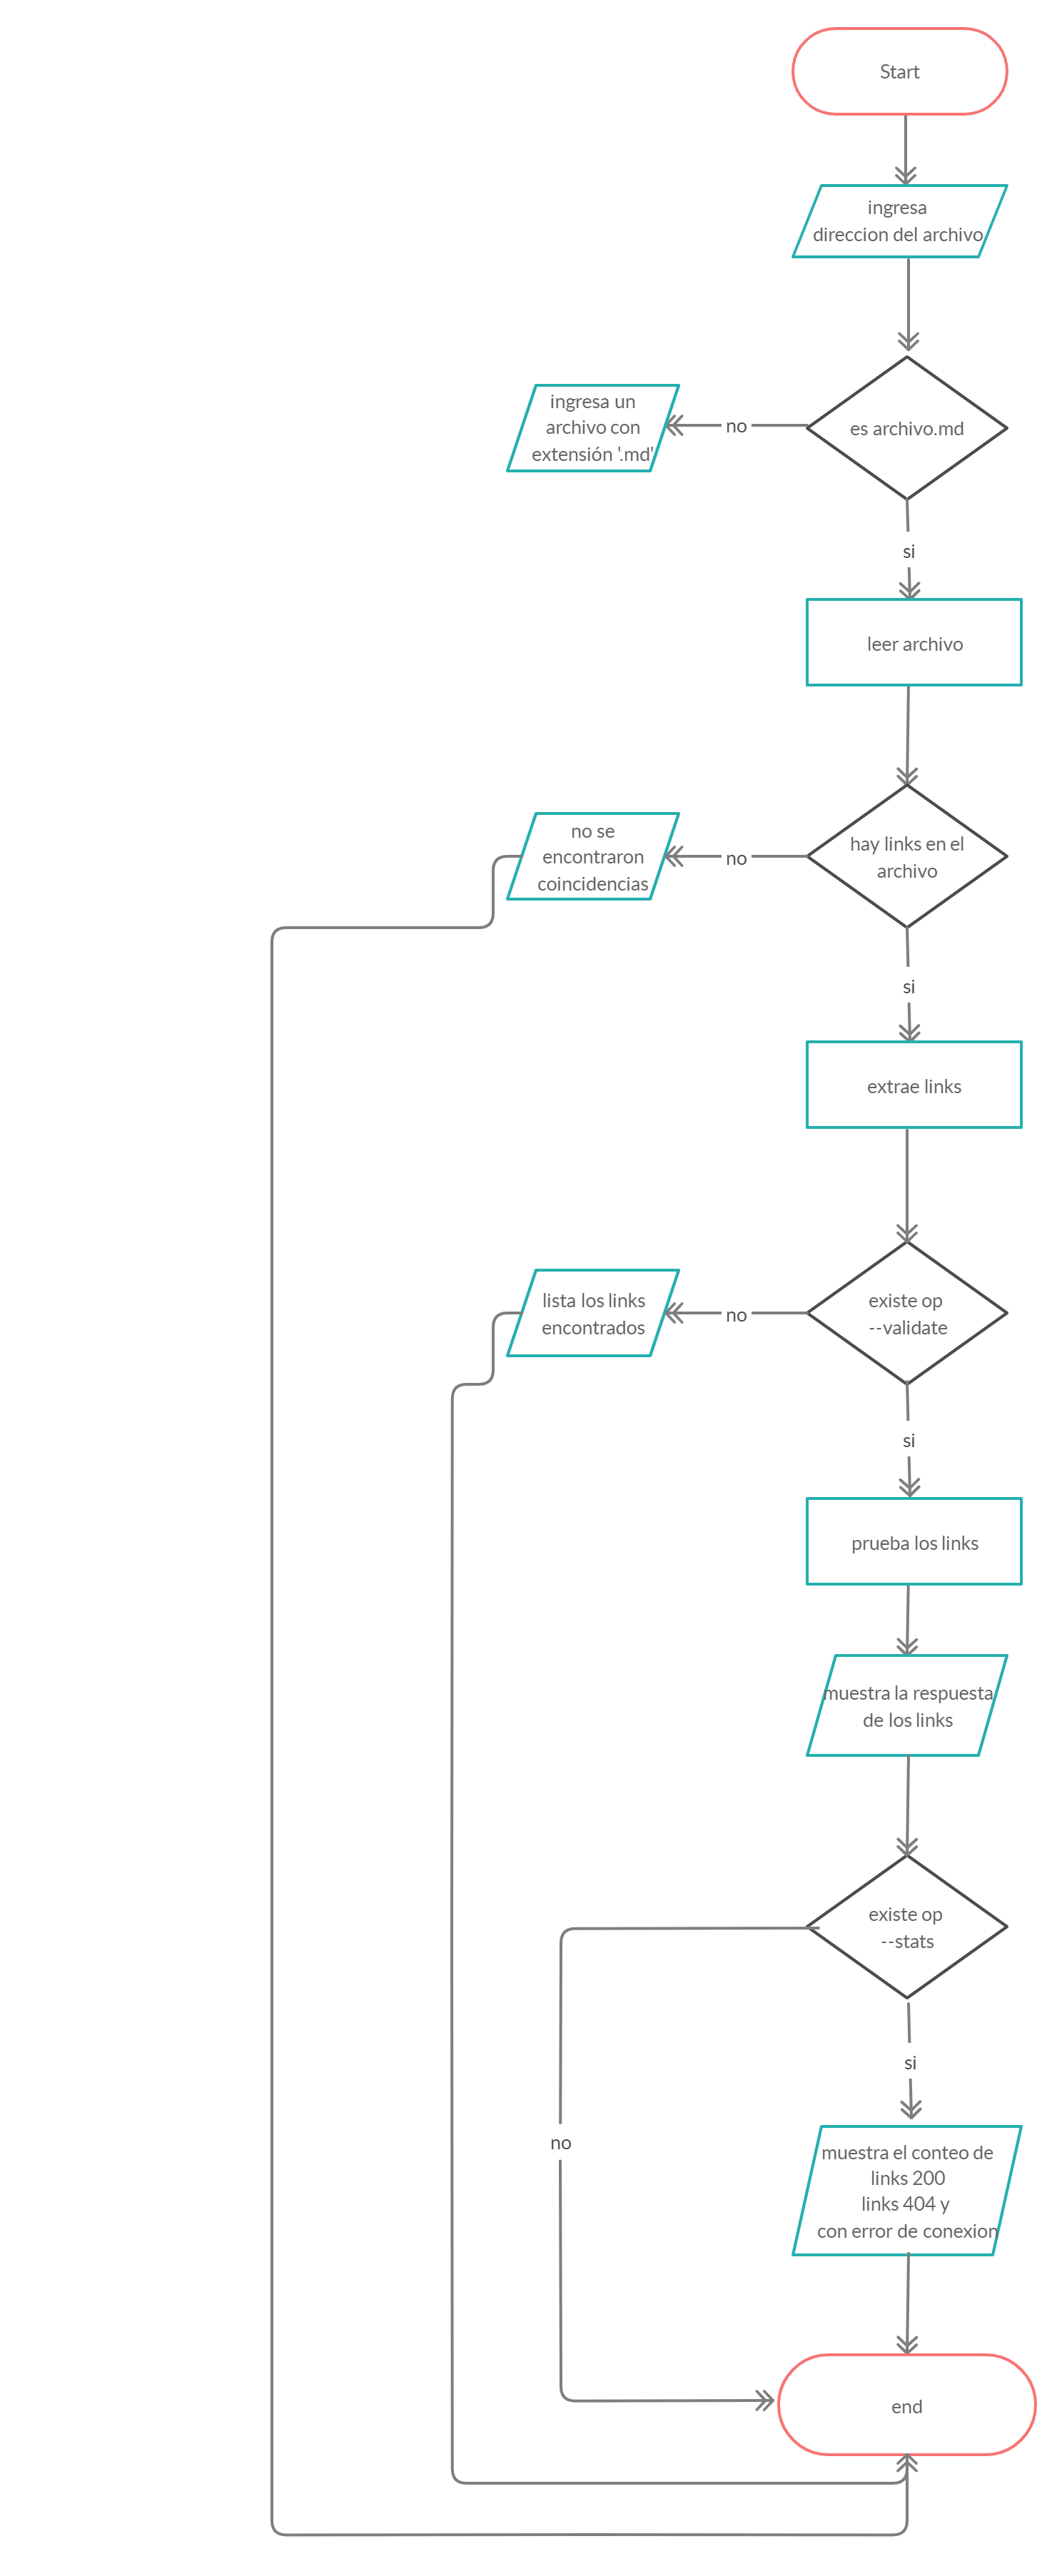 Start
ingresa
direccion del archivo
es archivo.md
no
ingresa un
archivo con
extensión '.md'
si
leer archivo
hay links en el
archivo
no
no se
encontraron
coincidencias
si
extrae links
existe op
--validate
no
lista los links
encontrados
si
prueba los links
muestra la respuesta
de los links
existe op
--stats
si
no
muestra el conteo de
links 200
links 404 y
con error de conexion
end